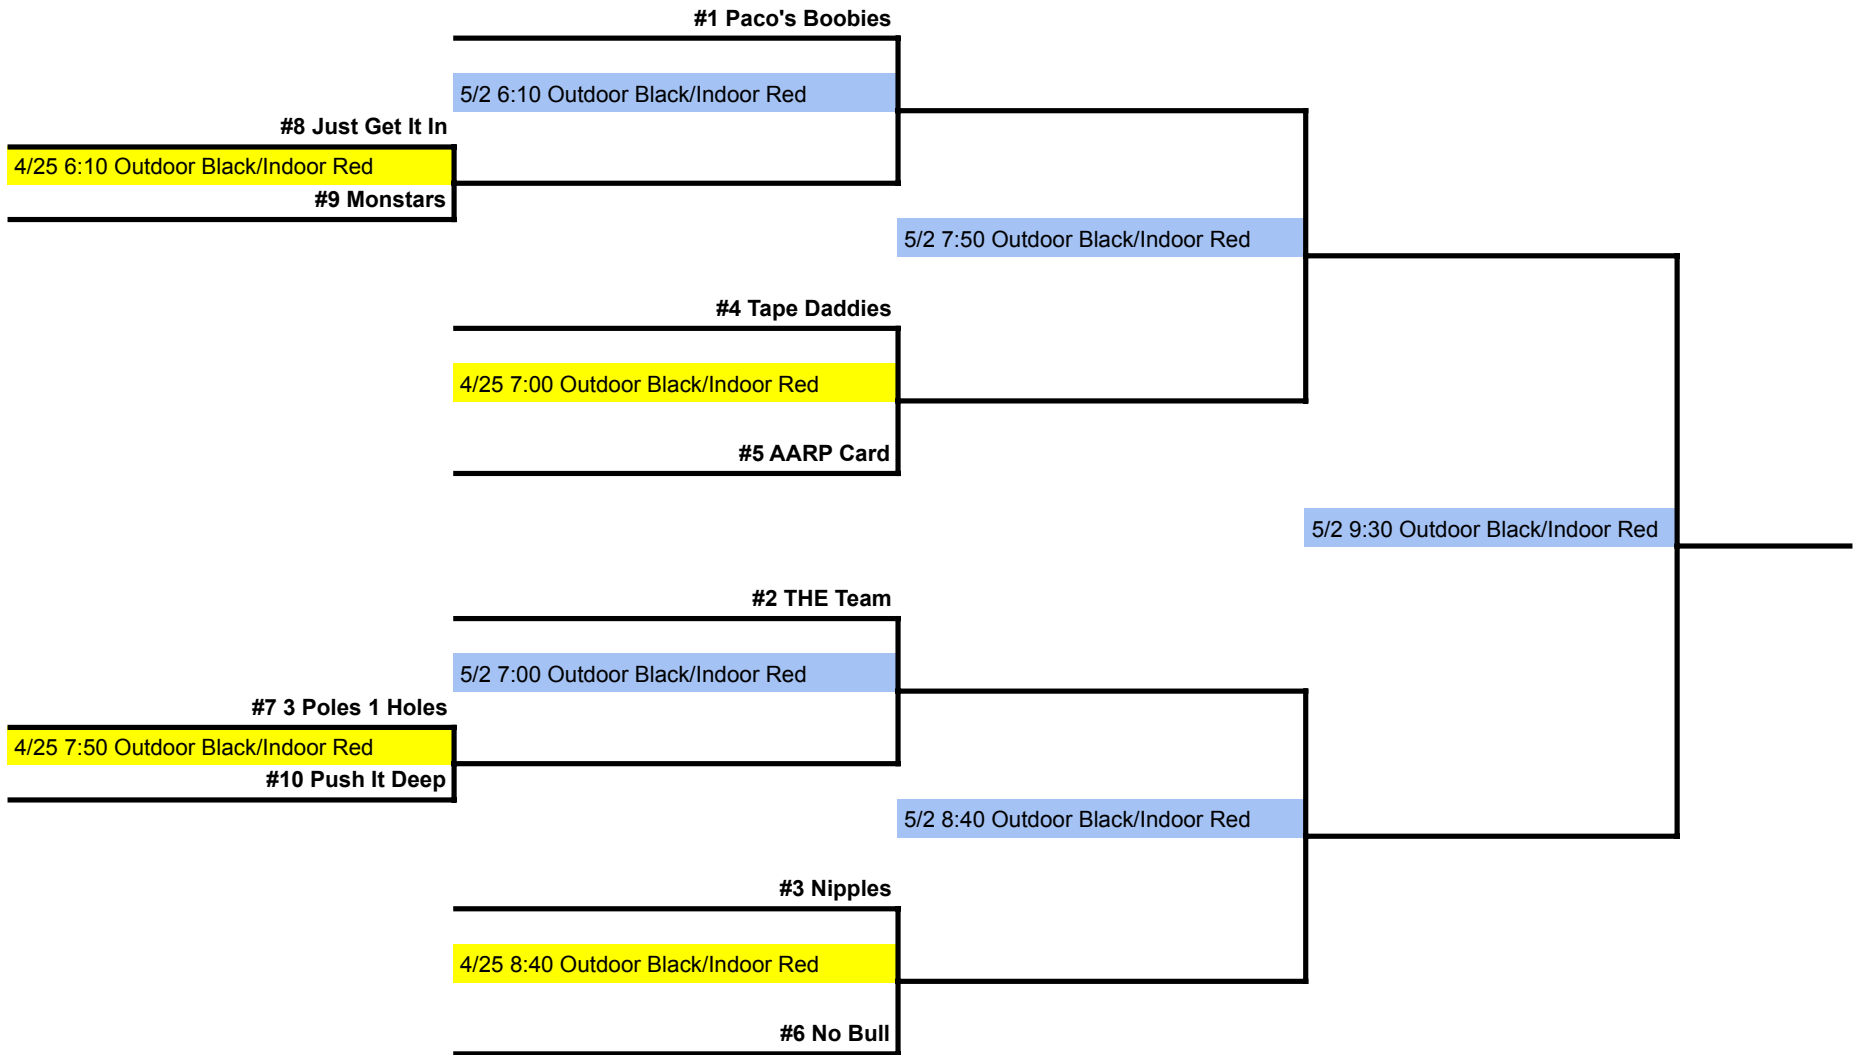 #1 Paco's Boobies
5/2 6:10 Outdoor Black/Indoor Red
#8 Just Get It In
4/25 6:10 Outdoor Black/Indoor Red
#9 Monstars
5/2 7:50 Outdoor Black/Indoor Red
#4 Tape Daddies
4/25 7:00 Outdoor Black/Indoor Red
#5 AARP Card
5/2 9:30 Outdoor Black/Indoor Red
#2 THE Team
5/2 7:00 Outdoor Black/Indoor Red
#7 3 Poles 1 Holes
4/25 7:50 Outdoor Black/Indoor Red
#10 Push It Deep
5/2 8:40 Outdoor Black/Indoor Red
#3 Nipples
4/25 8:40 Outdoor Black/Indoor Red
#6 No Bull